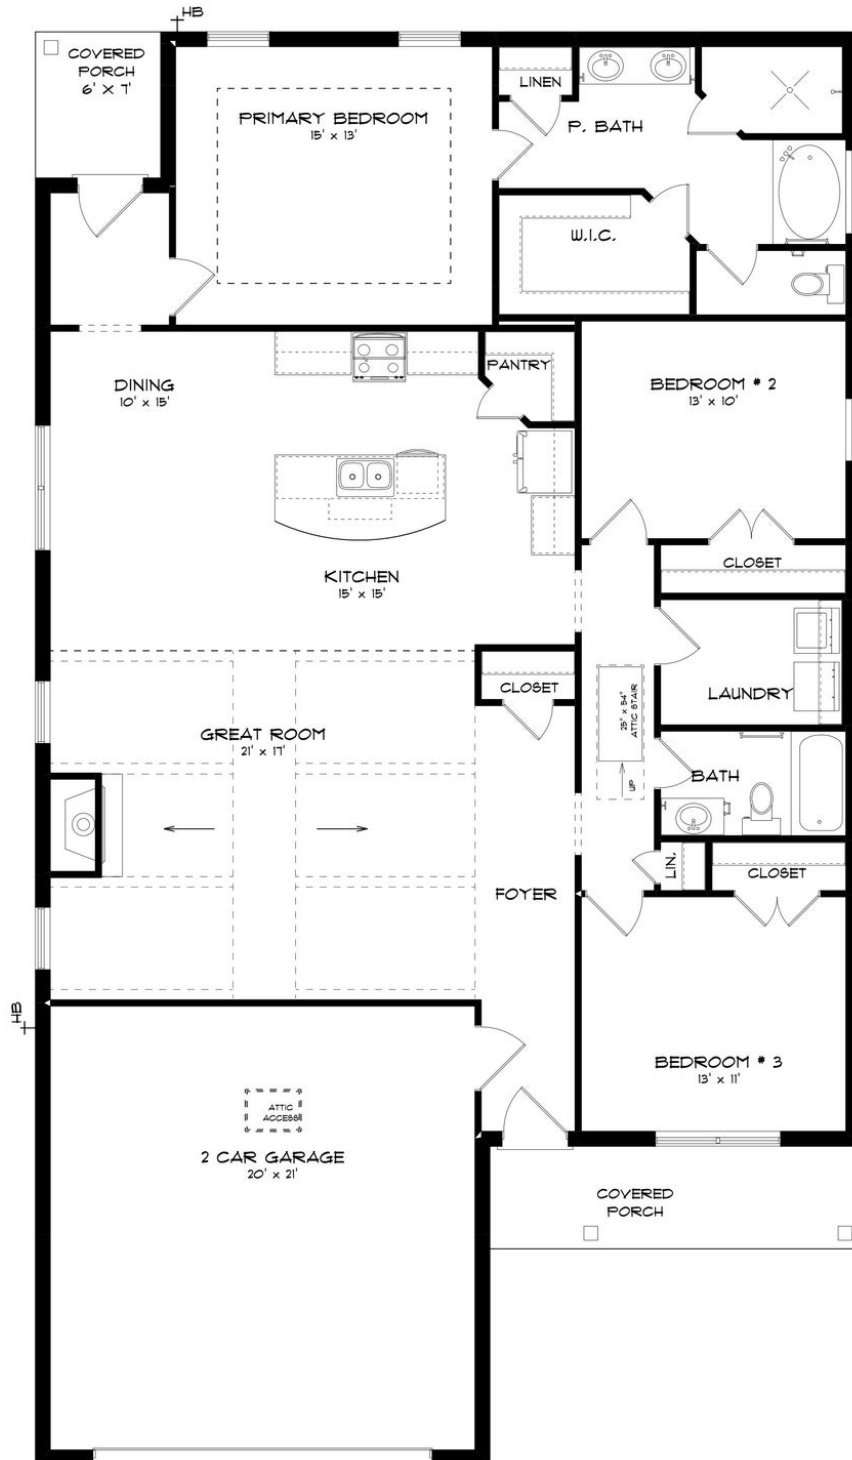 HB
COVERED
PORCH
6' X 7'
PRIMARY BEDROOM
15' x 13'
LINEN
P. BATH
W.I.C.
DINING
10' x 15'
PANTRY
BEDROOM # 2
13' x 10'
KITCHEN
15' x 15'
CLOSET
CLOSET
LAUNDRY
25" x 54"
ATTIC STAIR
UP
GREAT ROOM
21' x 17'
BATH
LIN.
CLOSET
FOYER
HB
BEDROOM # 3
13' x 11'
ATTIC
ACCESS
2 CAR GARAGE
20' x 21'
COVERED
PORCH